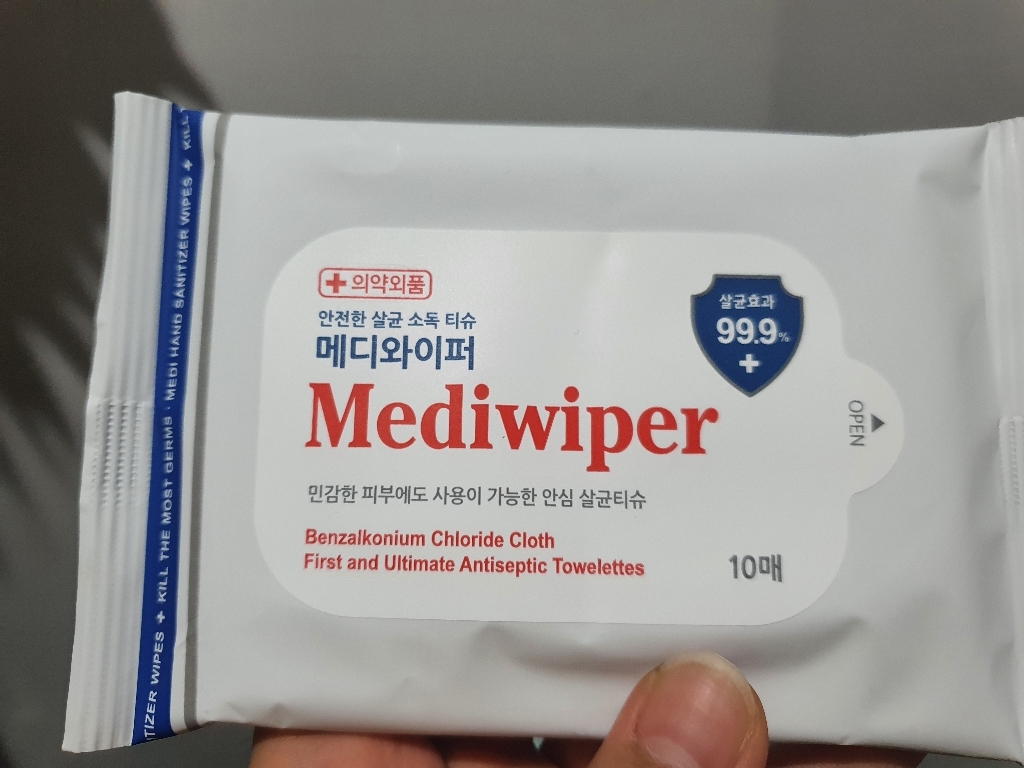 의약외품
안전한 살균 소독 티슈
메디와이퍼
Mediwiper
민감한 피부에도 사용이 가능한 안심 살균티슈
Benzalkonium Chloride Cloth
First and Ultimate Antiseptic Towelettes
10매
살균효과
99.9%
OPEN
TIZER WIPES + KILL THE MOST GERMS · MEDI HAND SANITIZER WIPES + KILL